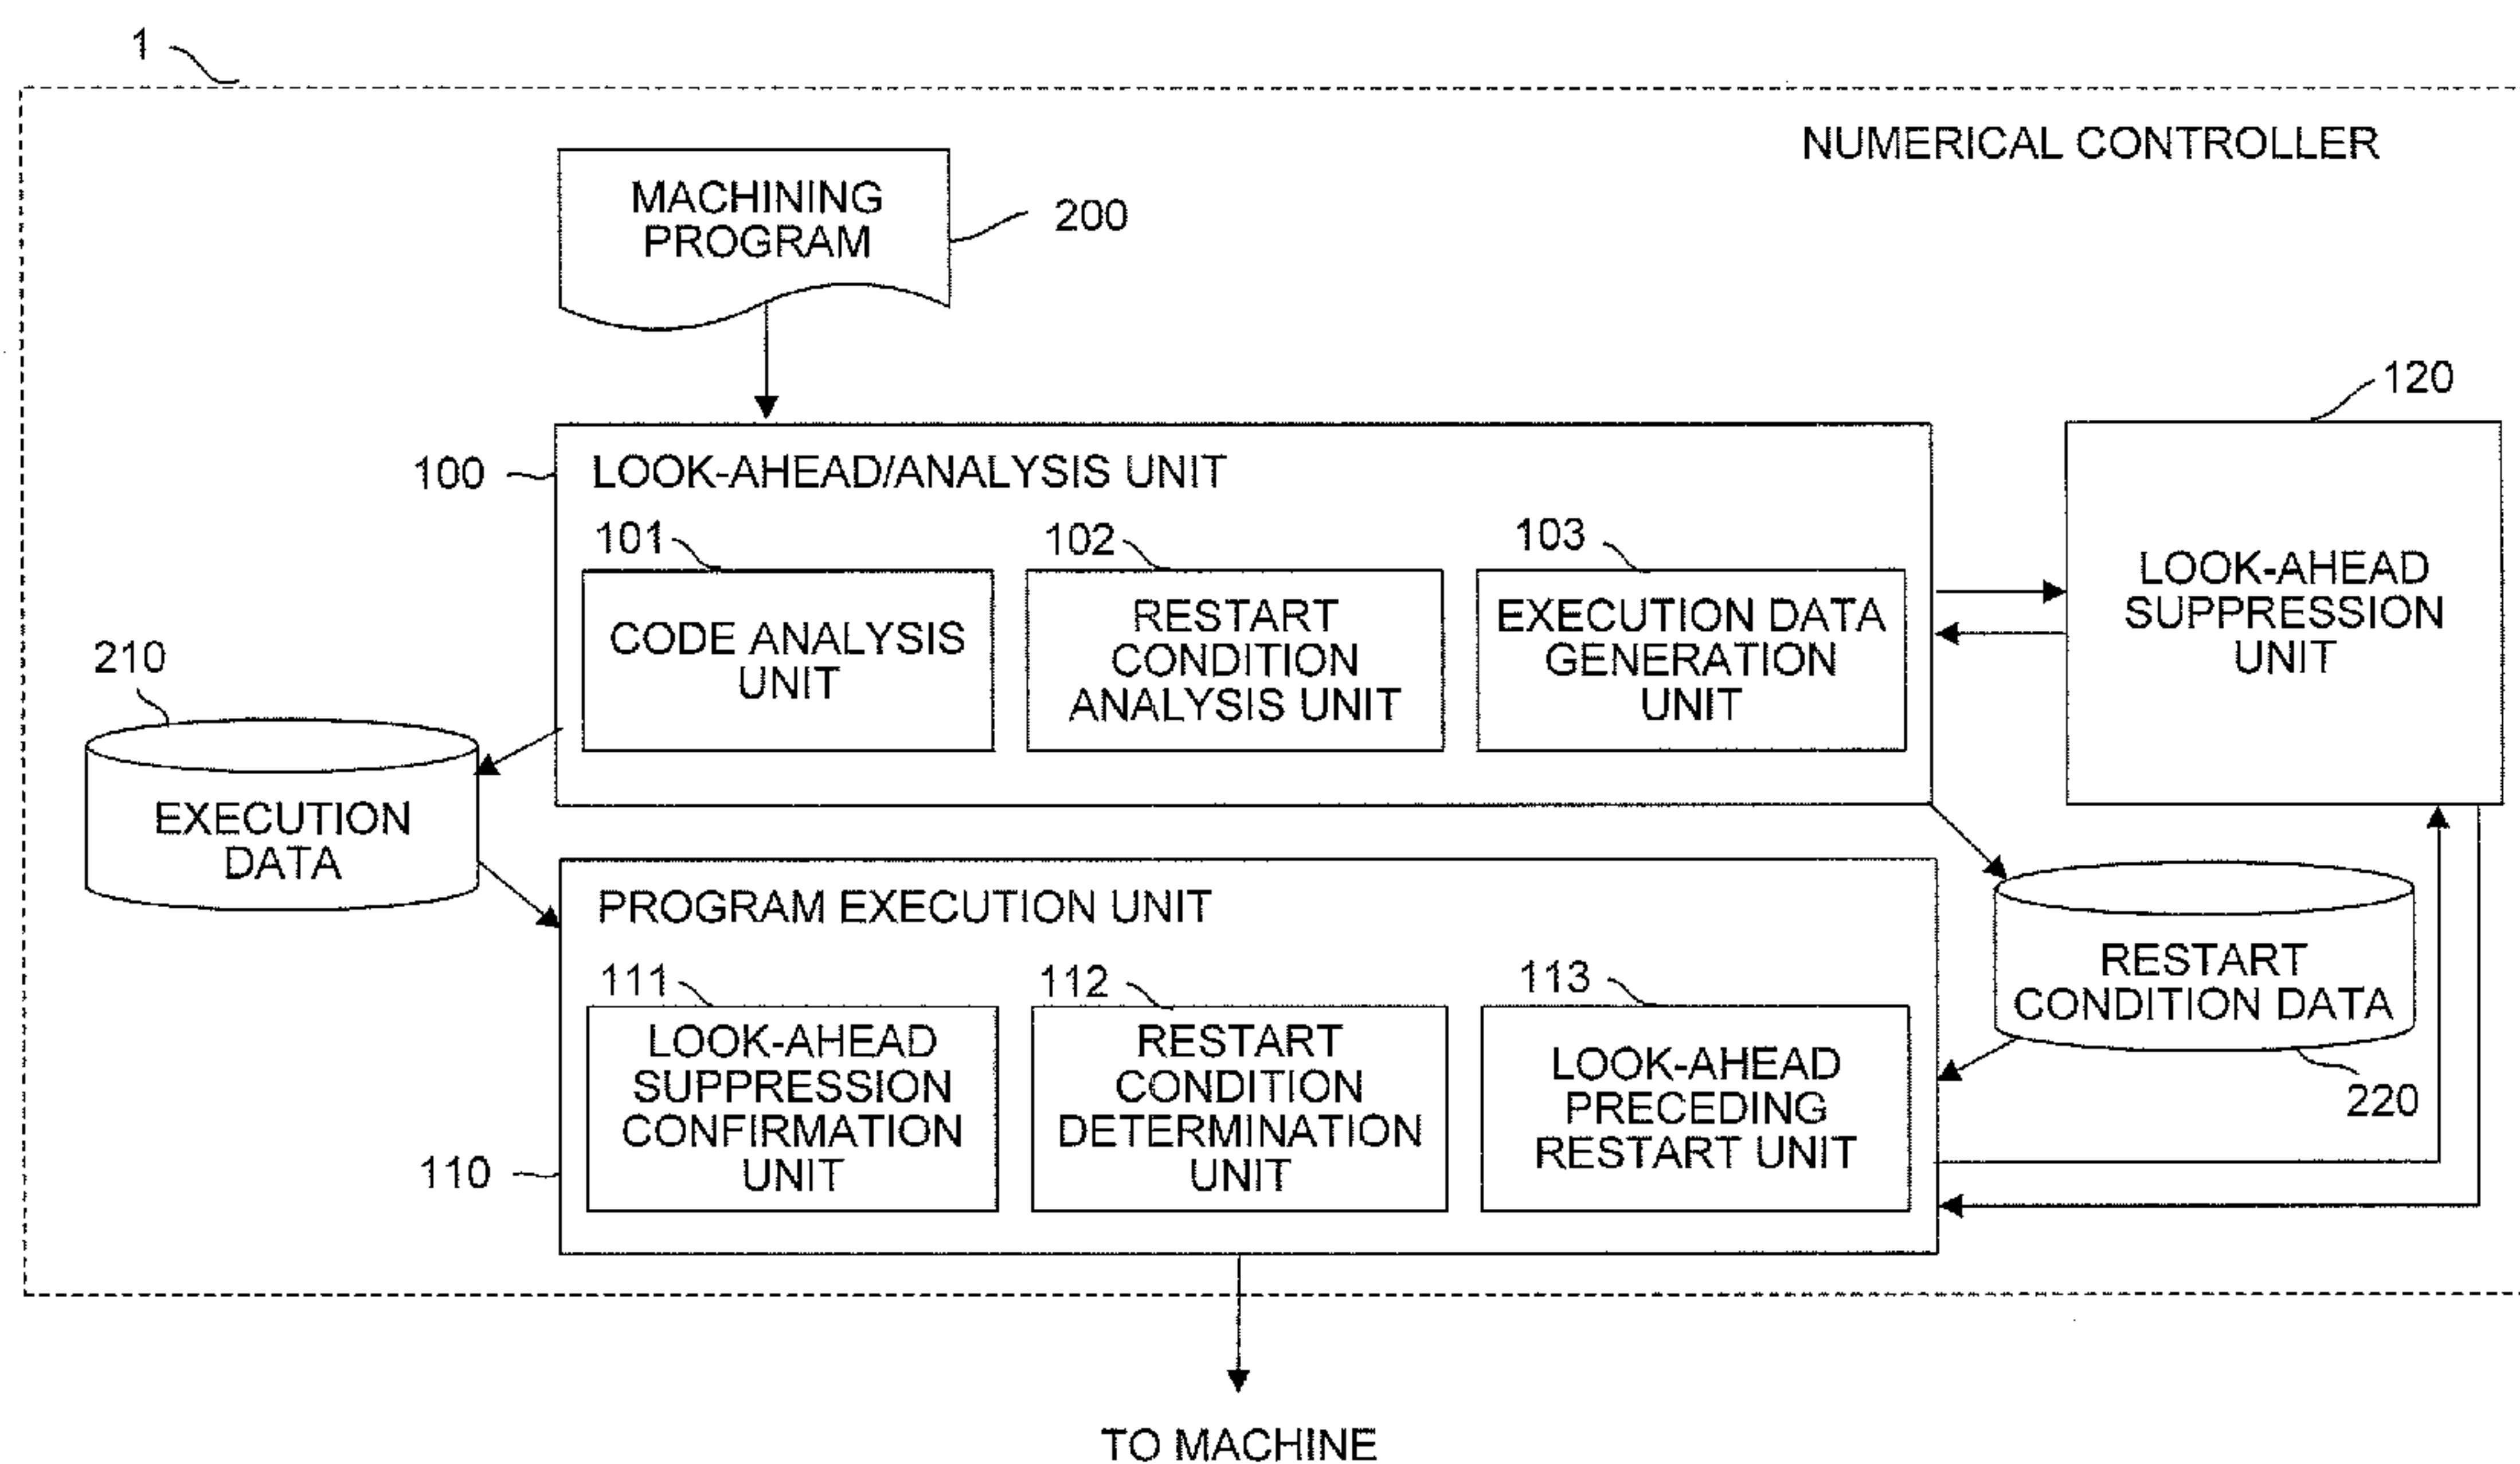 1
NUMERICAL CONTROLLER
MACHINING
PROGRAM
200
120
100
LOOK-AHEAD/ANALYSIS UNIT
101
102
103
CODE ANALYSIS
UNIT
RESTART
CONDITION
ANALYSIS UNIT
EXECUTION DATA
GENERATION
UNIT
LOOK-AHEAD
SUPPRESSION
UNIT
210
EXECUTION
DATA
PROGRAM EXECUTION UNIT
111
112
113
LOOK-AHEAD
SUPPRESSION
CONFIRMATION
UNIT
RESTART
CONDITION
DETERMINATION
UNIT
LOOK-AHEAD
PRECEDING
RESTART UNIT
RESTART
CONDITION DATA
220
110
TO MACHINE